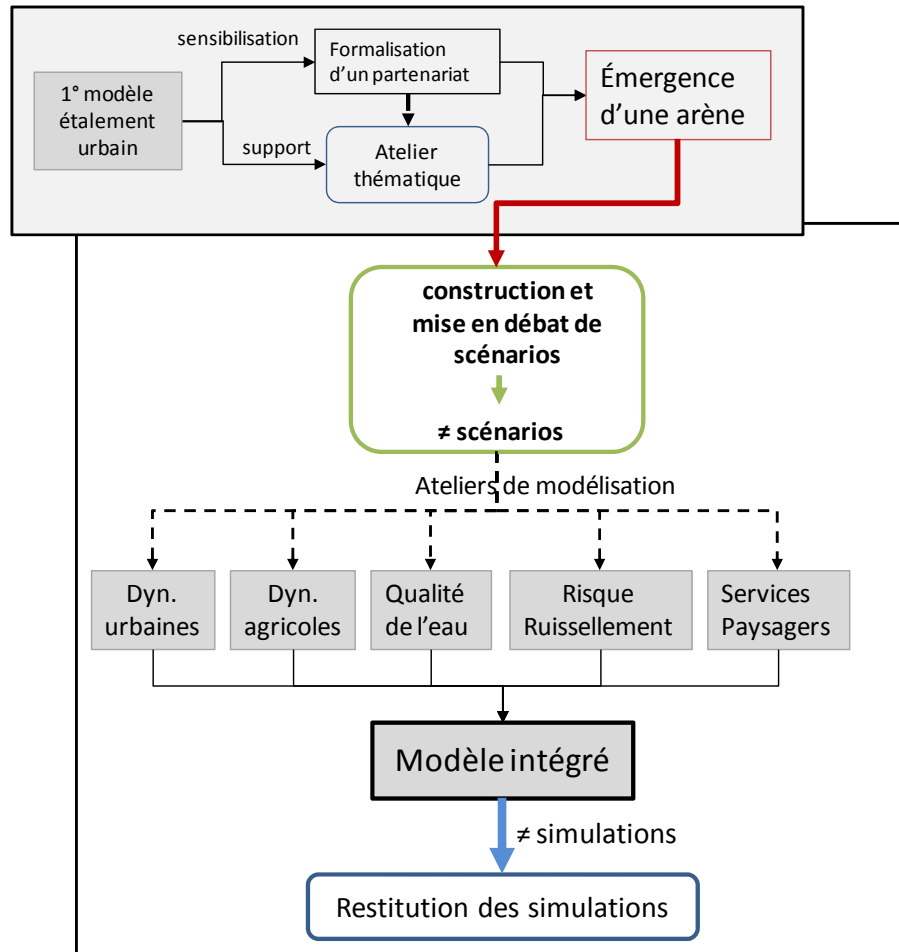 sensibilisation
Formalisation
d'un partenariat
1° modèle
étalement
urbain
support
Atelier
thématique
Émergence
d'une arène
construction et
mise en débat de
scénarios
≠ scénarios
Ateliers de modélisation
Dyn.
urbaines
Dyn.
agricoles
Qualité
de l'eau
Risque
Ruissellement
Services
Paysagers
Modèle intégré
≠ simulations
Restitution des simulations